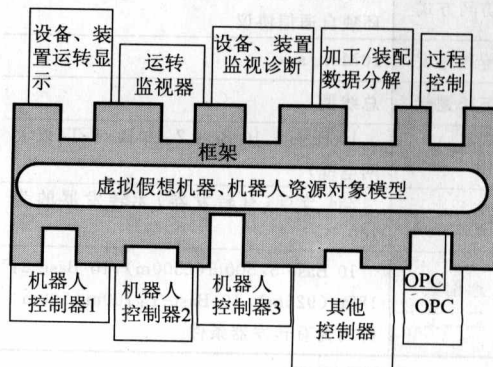 设备、装
置运转显
示
运转
监视器
设备、装置
监视诊断
加工/装配
数据分解
过程
控制
框架
虚拟假想机器、机器人资源对象模型
机器人
控制器1
机器人
控制器2
机器人
控制器3
其他
控制器
OPC
OPC